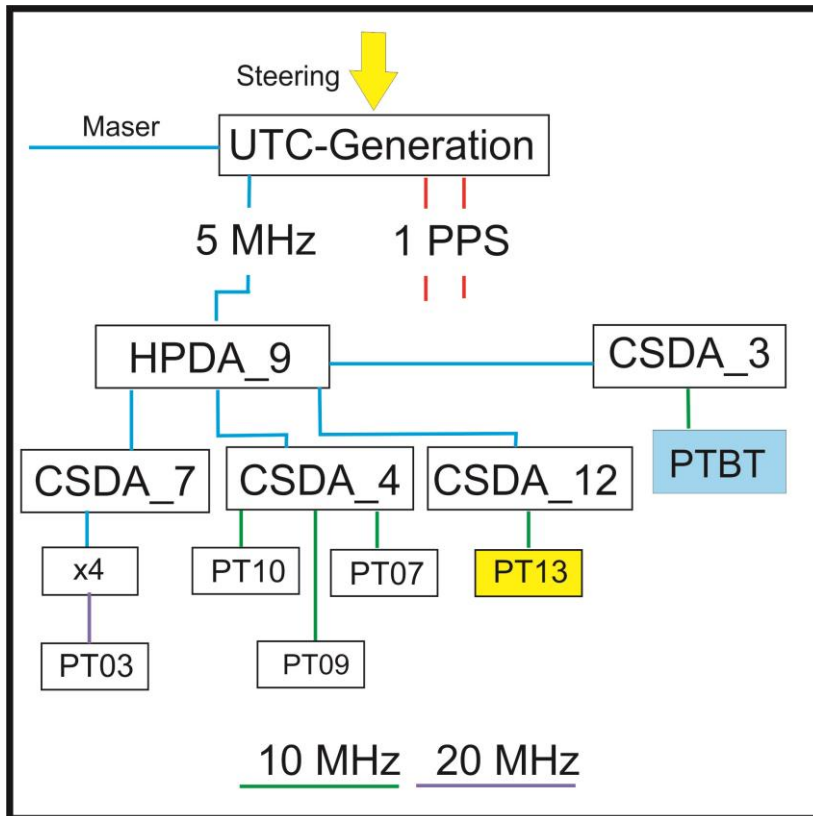 Steering
Maser
UTC-Generation
5 MHz
1 PPS
HPDA_9
CSDA_3
PTBT
CSDA_7
CSDA_4
CSDA_12
x4
PT10
PT07
PT13
PT03
PT09
10 MHz
20 MHz